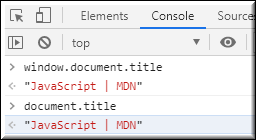 Elements Console Sources
top
> window.document.title
"JavaScript | MDN"
> document.title
"JavaScript | MDN"